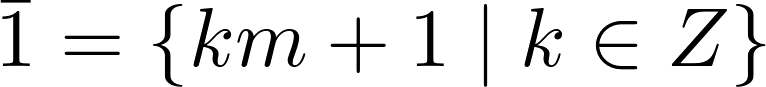 1̅ = {km + 1 | k ∈ Z}